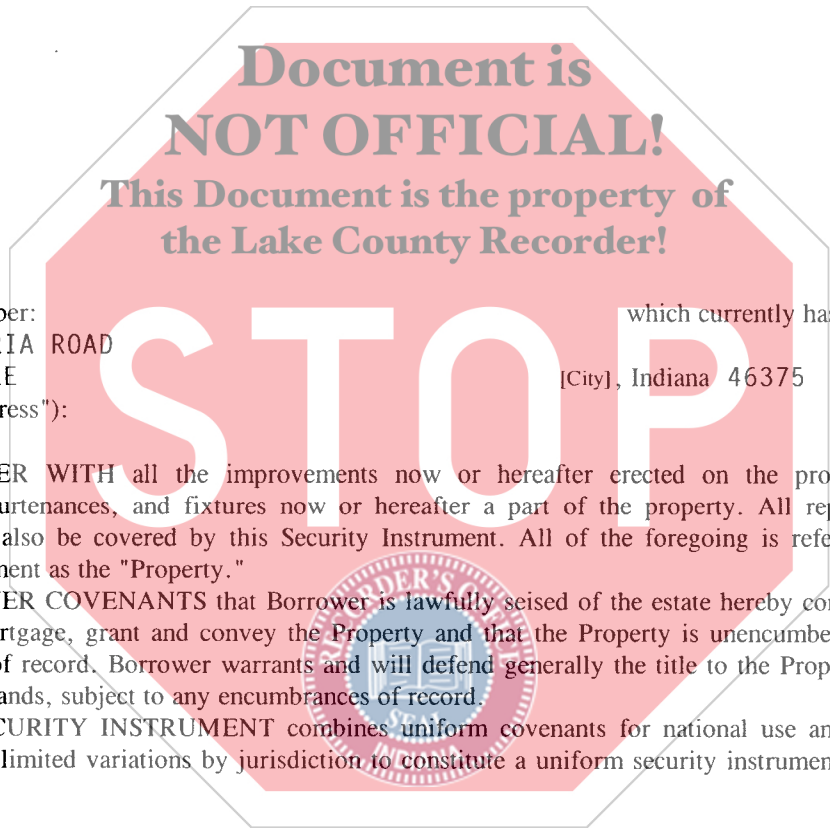 Document is
NOT OFFICIAL!
This Document is the property of
the Lake County Recorder!
STOP
ber: which currently has
RIA ROAD
[City], Indiana 46375
ress"):
ER WITH all the improvements now or hereafter erected on the pro
urtenances, and fixtures now or hereafter a part of the property. All rep
also be covered by this Security Instrument. All of the foregoing is refe
ment as the "Property."
ER COVENANTS that Borrower is lawfully seised of the estate hereby con
rtgage, grant and convey the Property and that the Property is unencumbe
of record. Borrower warrants and will defend generally the title to the Prop
ands, subject to any encumbrances of record.
CURITY INSTRUMENT combines uniform covenants for national use an
limited variations by jurisdiction to constitute a uniform security instrumen
RECORDER'S OFFICE
SEAL
INDIANA